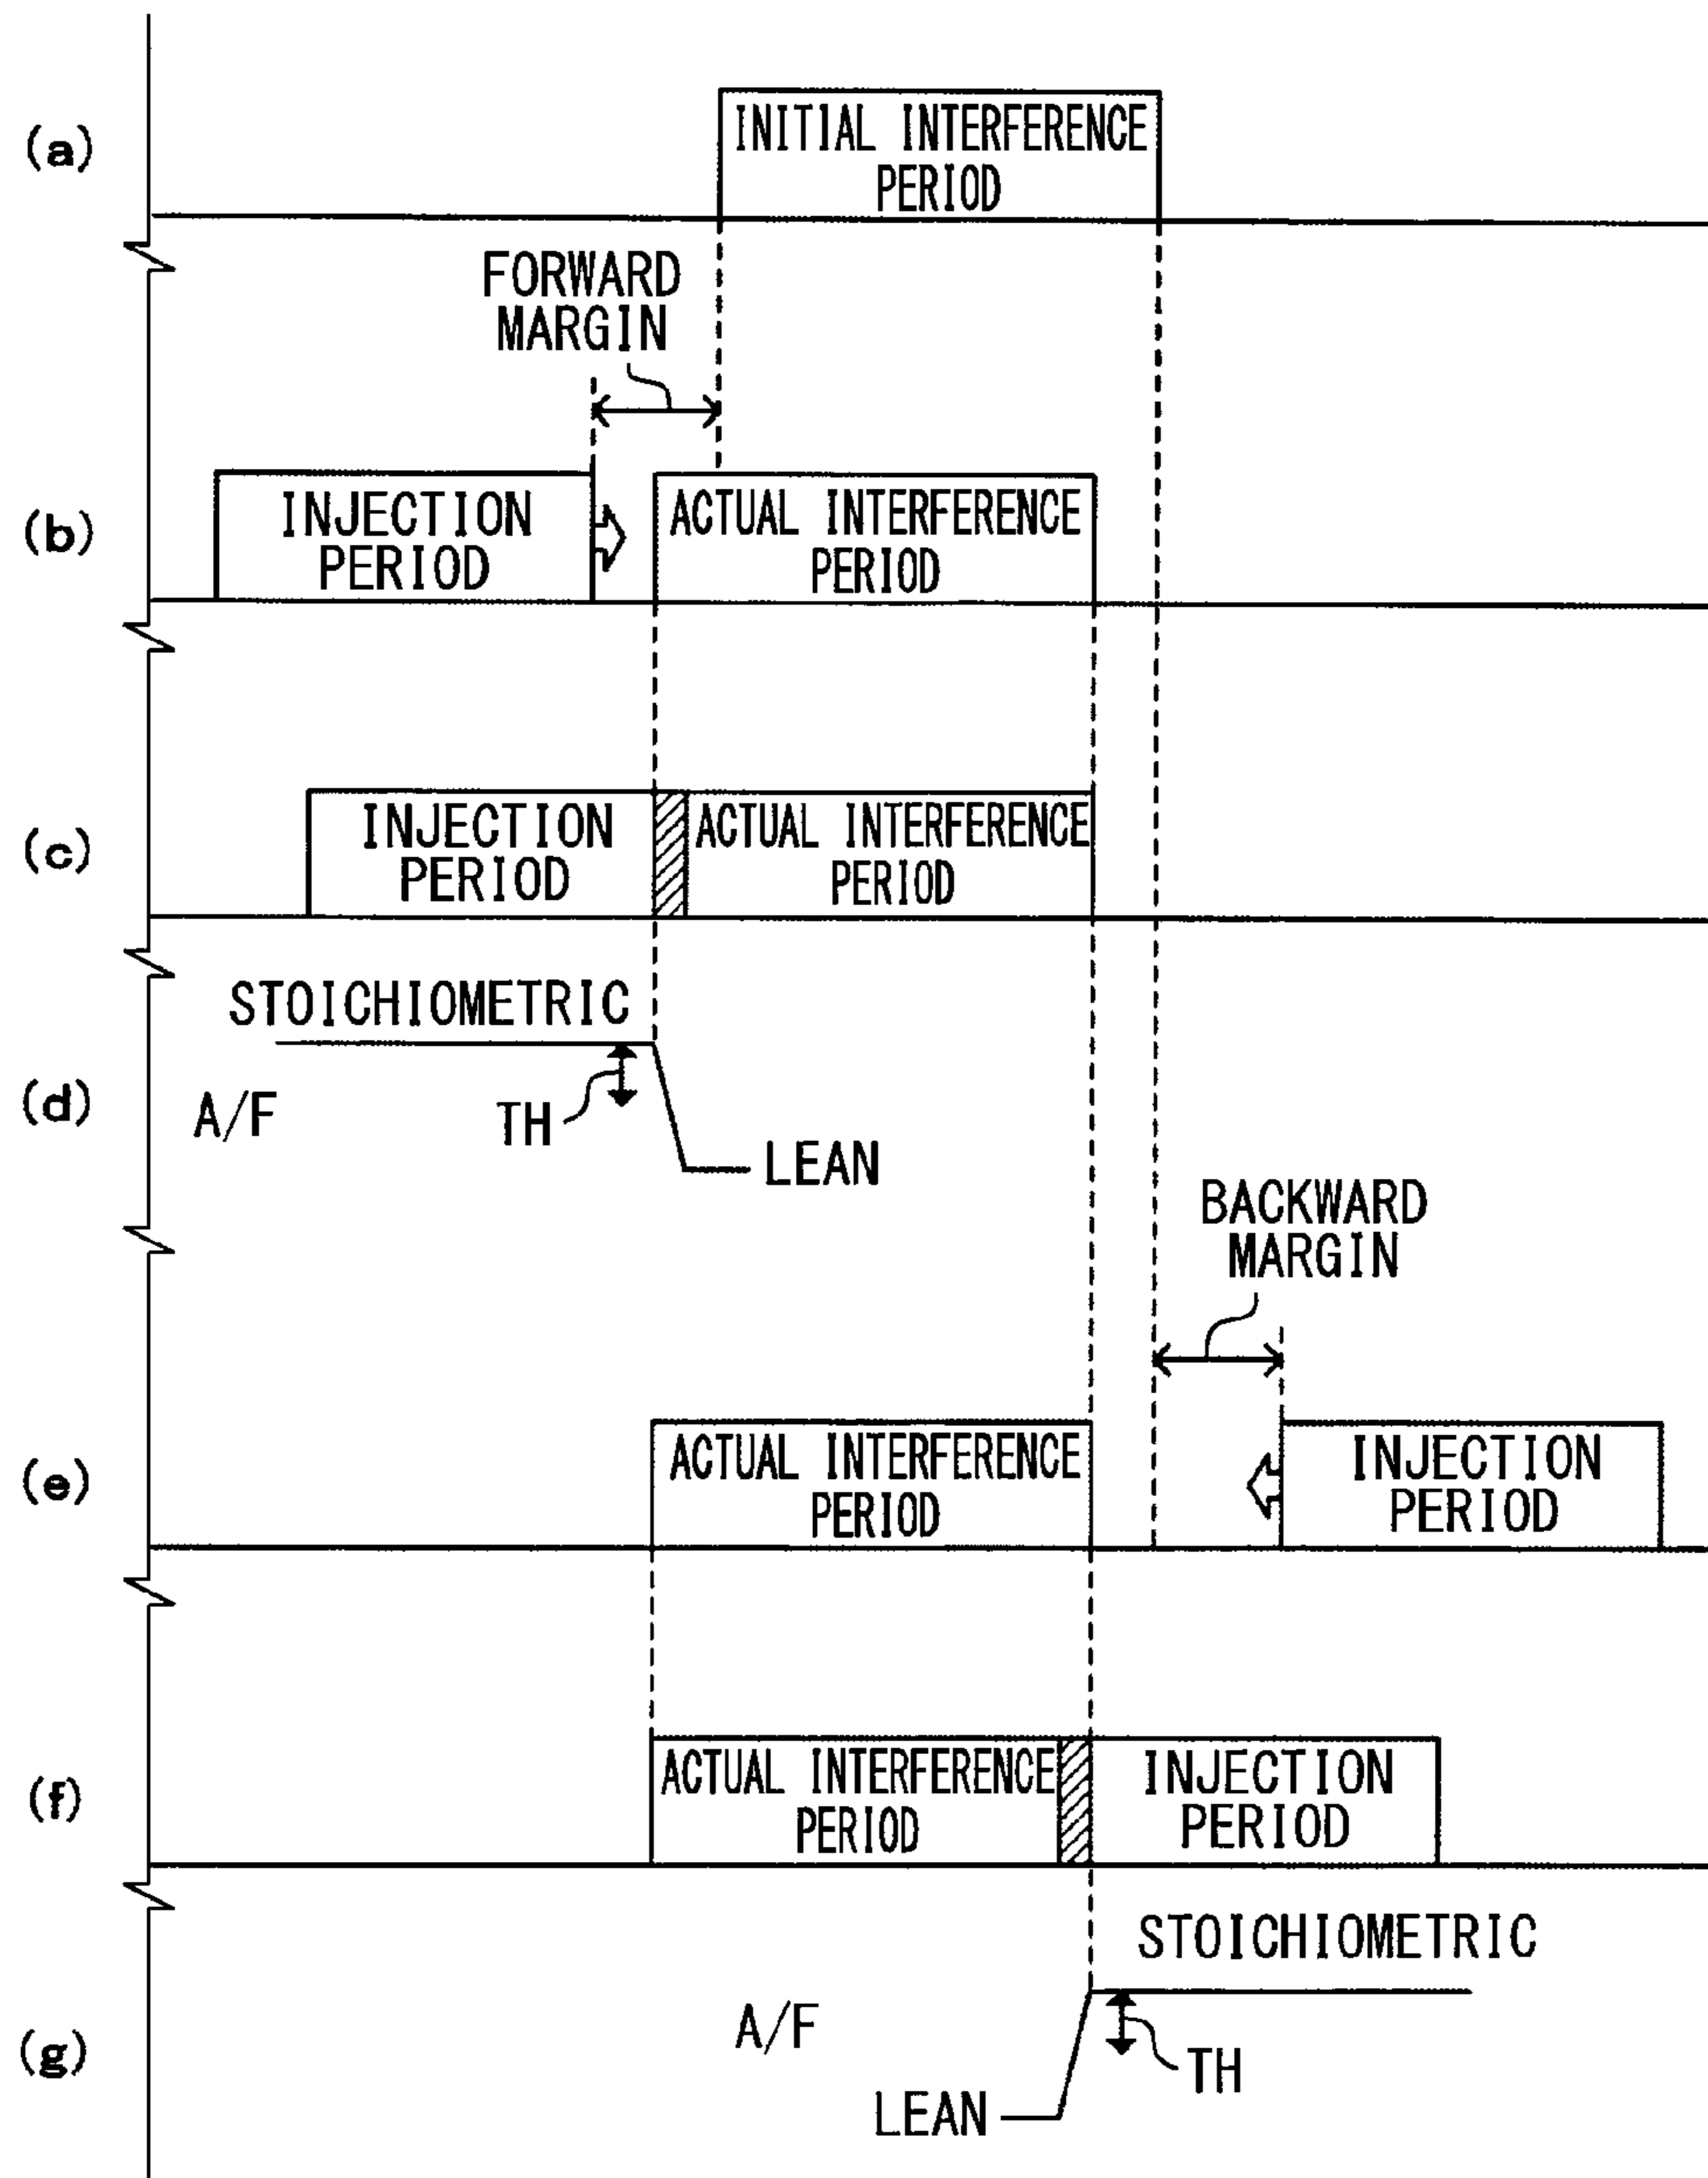 (a)
INITIAL INTERFERENCE
PERIOD
FORWARD
MARGIN
(b)
INJECTION
PERIOD
ACTUAL INTERFERENCE
PERIOD
(c)
INJECTION
PERIOD
ACTUAL INTERFERENCE
PERIOD
(d)
STOICHIOMETRIC
A/F
TH
LEAN
BACKWARD
MARGIN
(e)
ACTUAL INTERFERENCE
PERIOD
INJECTION
PERIOD
(f)
ACTUAL INTERFERENCE
PERIOD
INJECTION
PERIOD
(g)
STOICHIOMETRIC
A/F
TH
LEAN